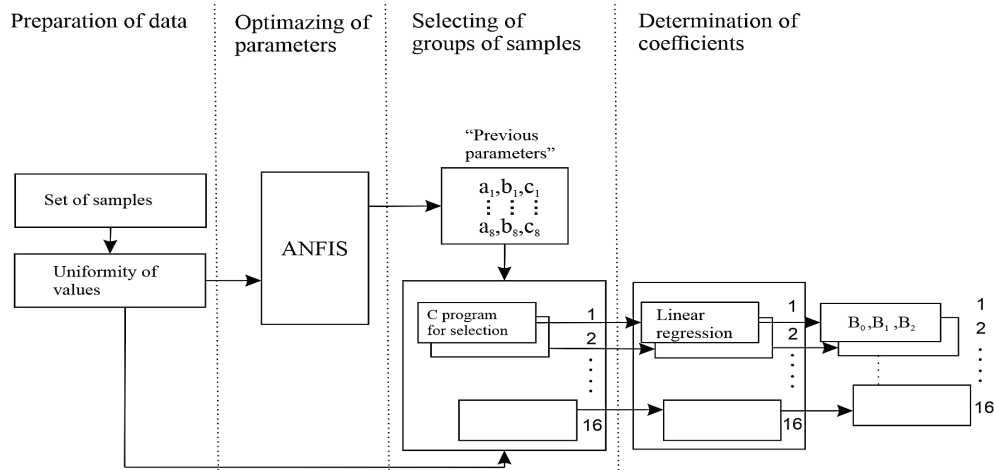 Preparation of data
Optimazing of
parameters
Selecting of
groups of samples
Determination of
coefficients
“Previous
parameters”
a₁,b₁,c₁
a₈,b₈,c₈
Set of samples
Uniformity of
values
ANFIS
C program
for selection
1
2
16
Linear
regression
1
2
16
B₀,B₁,B₂
1
2
16